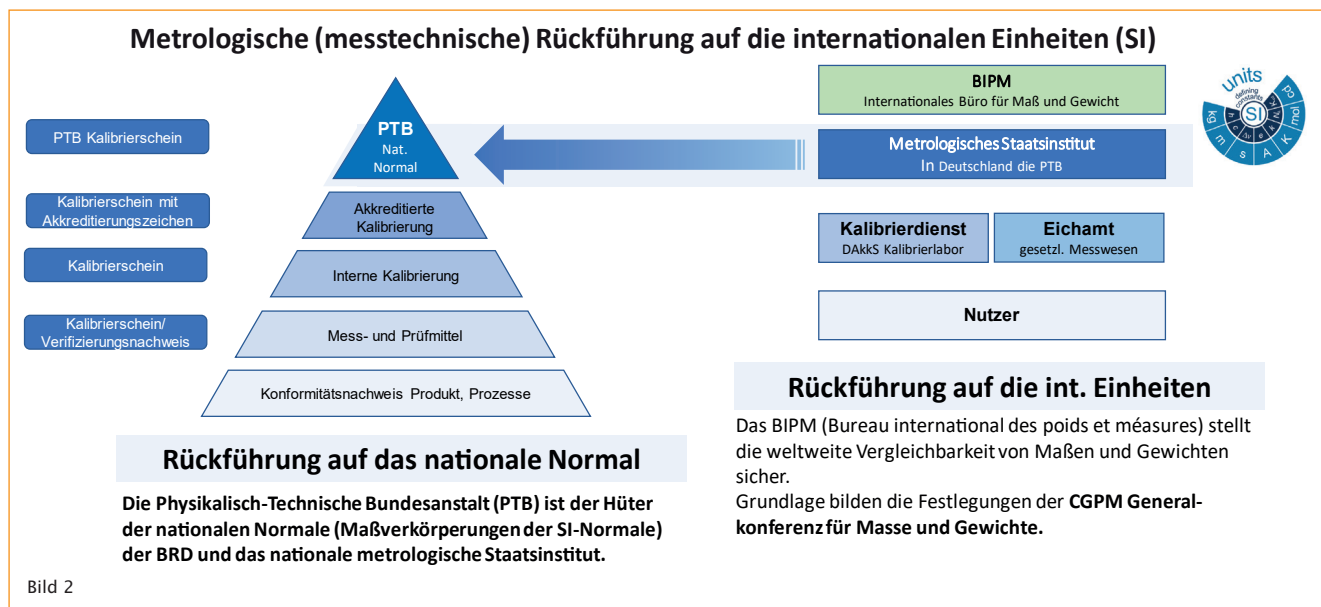 Metrologische (messtechnische) Rückführung auf die internationalen Einheiten (SI)
PTB Kalibrierschein
Kalibrierschein mit
Akkreditierungszeichen
Kalibrierschein
Kalibrierschein/
Verifizierungsnachweis
PTB
Nat.
Normal
Akkreditierte
Kalibrierung
Interne Kalibrierung
Mess- und Prüfmittel
Konformitätsnachweis Produkt, Prozesse
Rückführung auf das nationale Normal
Die Physikalisch-Technische Bundesanstalt (PTB) ist der Hüter
der nationalen Normale (Maßverkörperungen der SI-Normale)
der BRD und das nationale metrologische Staatsinstitut.
BIPM
Internationales Büro für Maß und Gewicht
Metrologisches Staatsinstitut
In Deutschland die PTB
Kalibrierdienst
DAkkS Kalibrierlabor
Eichamt
gesetzl. Messwesen
Nutzer
units
defining
constants
SI
kg
m
s
A
K
mol
cd
h
c
Δν
e
k
Rückführung auf die int. Einheiten
Das BIPM (Bureau international des poids et méasures) stellt
die weltweite Vergleichbarkeit von Maßen und Gewichten
sicher.
Grundlage bilden die Festlegungen der CGPM General-
konferenz für Masse und Gewichte.
Bild 2